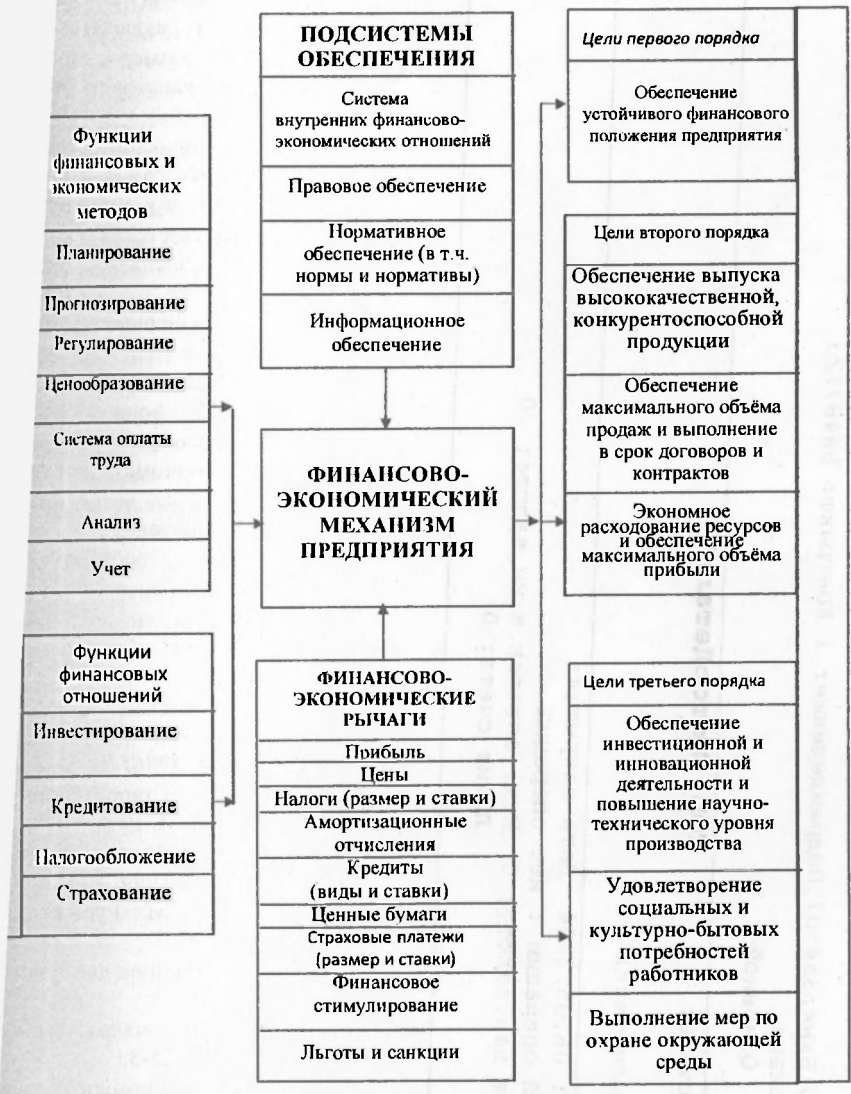 Функции
финансовых и
экономических
методов
Планирование
Прогнозирование
Регулирование
Ценообразование
Система оплаты
труда
Анализ
Учет
Функции
финансовых
отношений
Инвестирование
Кредитование
Налогообложение
Страхование
ПОДСИСТЕМЫ
ОБЕСПЕЧЕНИЯ
Система
внутренних финансово-
экономических отношений
Правовое обеспечение
Нормативное
обеспечение (в т.ч.
нормы и нормативы)
Информационное
обеспечение
ФИНАНСОВО-
ЭКОНОМИЧЕСКИЙ
МЕХАНИЗМ
ПРЕДПРИЯТИЯ
ФИНАНСОВО-
ЭКОНОМИЧЕСКИЕ
РЫЧАГИ
Прибыль
Цены
Налоги (размер и ставки)
Амортизационные
отчисления
Кредиты
(виды и ставки)
Ценные бумаги
Страховые платежи
(размер и ставки)
Финансовое
стимулирование
Льготы и санкции
Цели первого порядка
Обеспечение
устойчивого финансового
положения предприятия
Цели второго порядка
Обеспечение выпуска
высококачественной,
конкурентоспособной
продукции
Обеспечение
максимального объёма
продаж и выполнение
в срок договоров и
контрактов
Экономное
расходование ресурсов
и обеспечение
максимального объёма
прибыли
Цели третьего порядка
Обеспечение
инвестиционной и
инновационной
деятельности и
повышение научно-
технического уровня
производства
Удовлетворение
социальных и
культурно-бытовых
потребностей
работников
Выполнение мер по
охране окружающей
среды